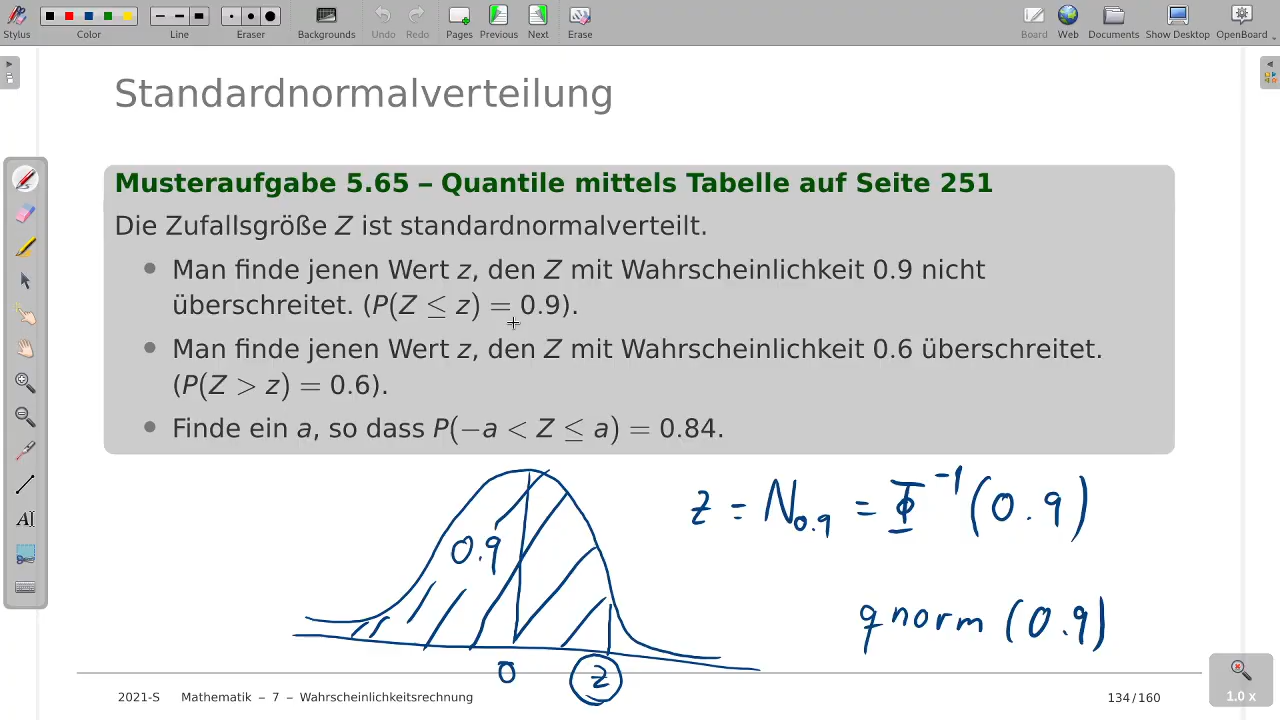 Stylus Color Line Eraser Backgrounds Undo Redo Pages Previous Next Erase Board Web Documents Show Desktop OpenBoard
Standardnormalverteilung
Musteraufgabe 5.65 – Quantile mittels Tabelle auf Seite 251
Die Zufallsgröße Z ist standardnormalverteilt.
• Man finde jenen Wert z, den Z mit Wahrscheinlichkeit 0.9 nicht
überschreitet. (P(Z ≤ z) = 0.9).
• Man finde jenen Wert z, den Z mit Wahrscheinlichkeit 0.6 überschreitet.
(P(Z > z) = 0.6).
• Finde ein a, so dass P(−a < Z ≤ a) = 0.84.
z = N₀.₉ = Φ⁻¹(0.9)
0.9
qnorm (0.9)
0 z
2021-S Mathematik – 7 – Wahrscheinlichkeitsrechnung 134/160
1.0 x